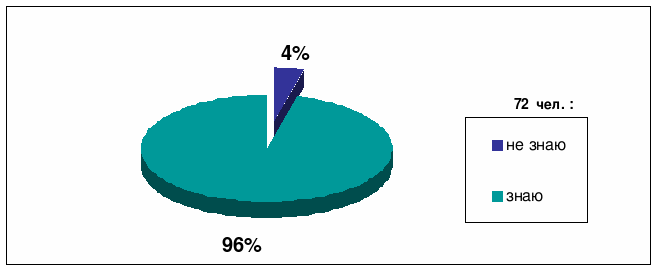 4%
72 чел. :
не знаю
знаю
96%